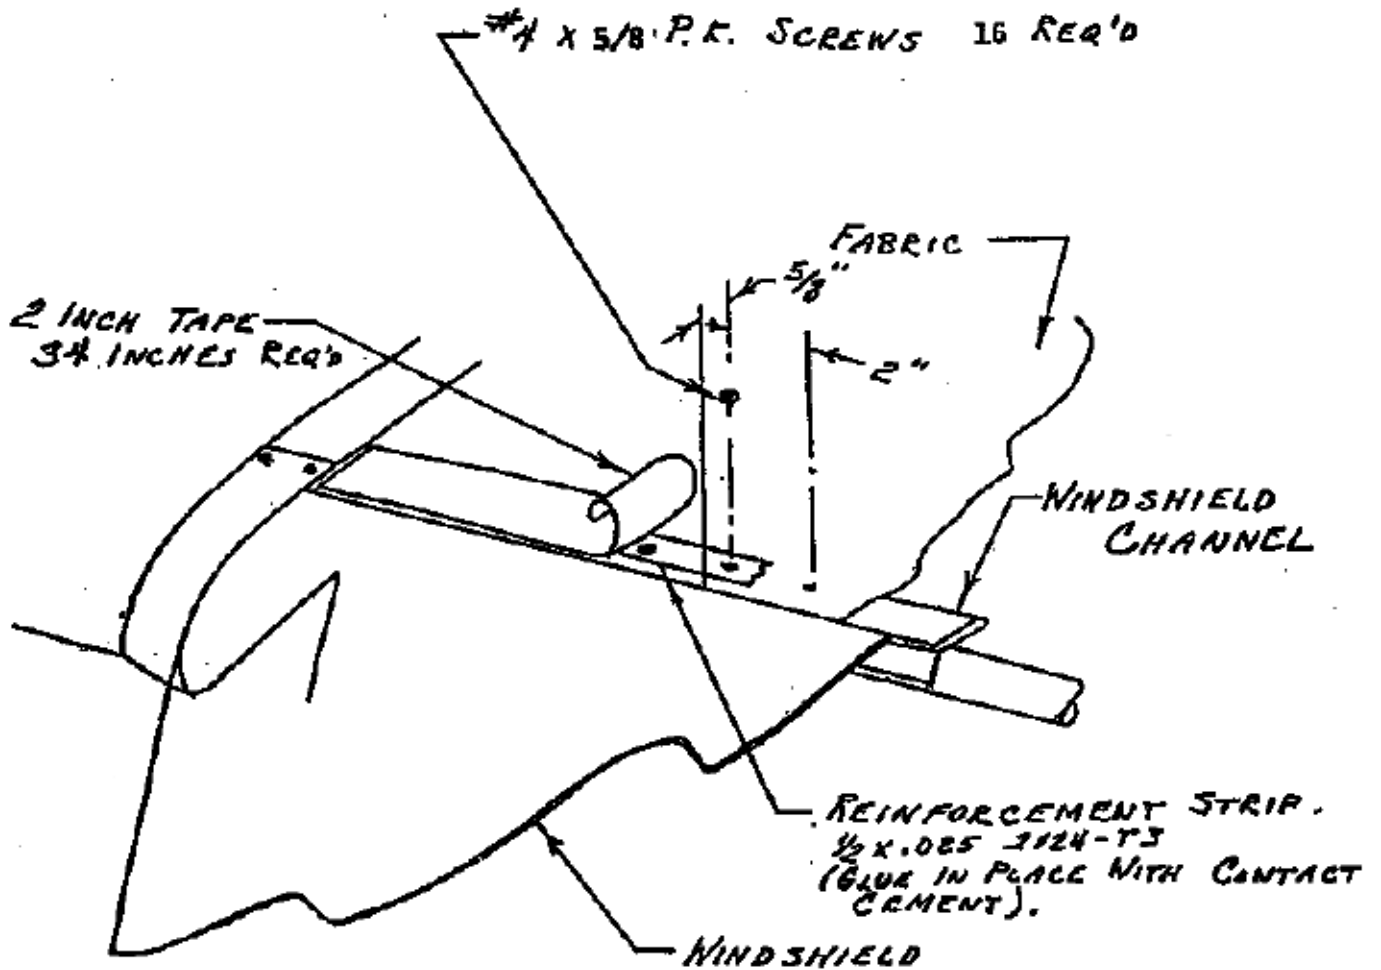 #4 X 5/8 P.K. SCREWS 16 REQ'D
FABRIC
5/8"
2 INCH TAPE
34 INCHES REQ'D
2"
WINDSHIELD
CHANNEL
REINFORCEMENT STRIP.
1/2 X .025 2024-T3
(GLUE IN PLACE WITH CONTACT
CEMENT).
WINDSHIELD